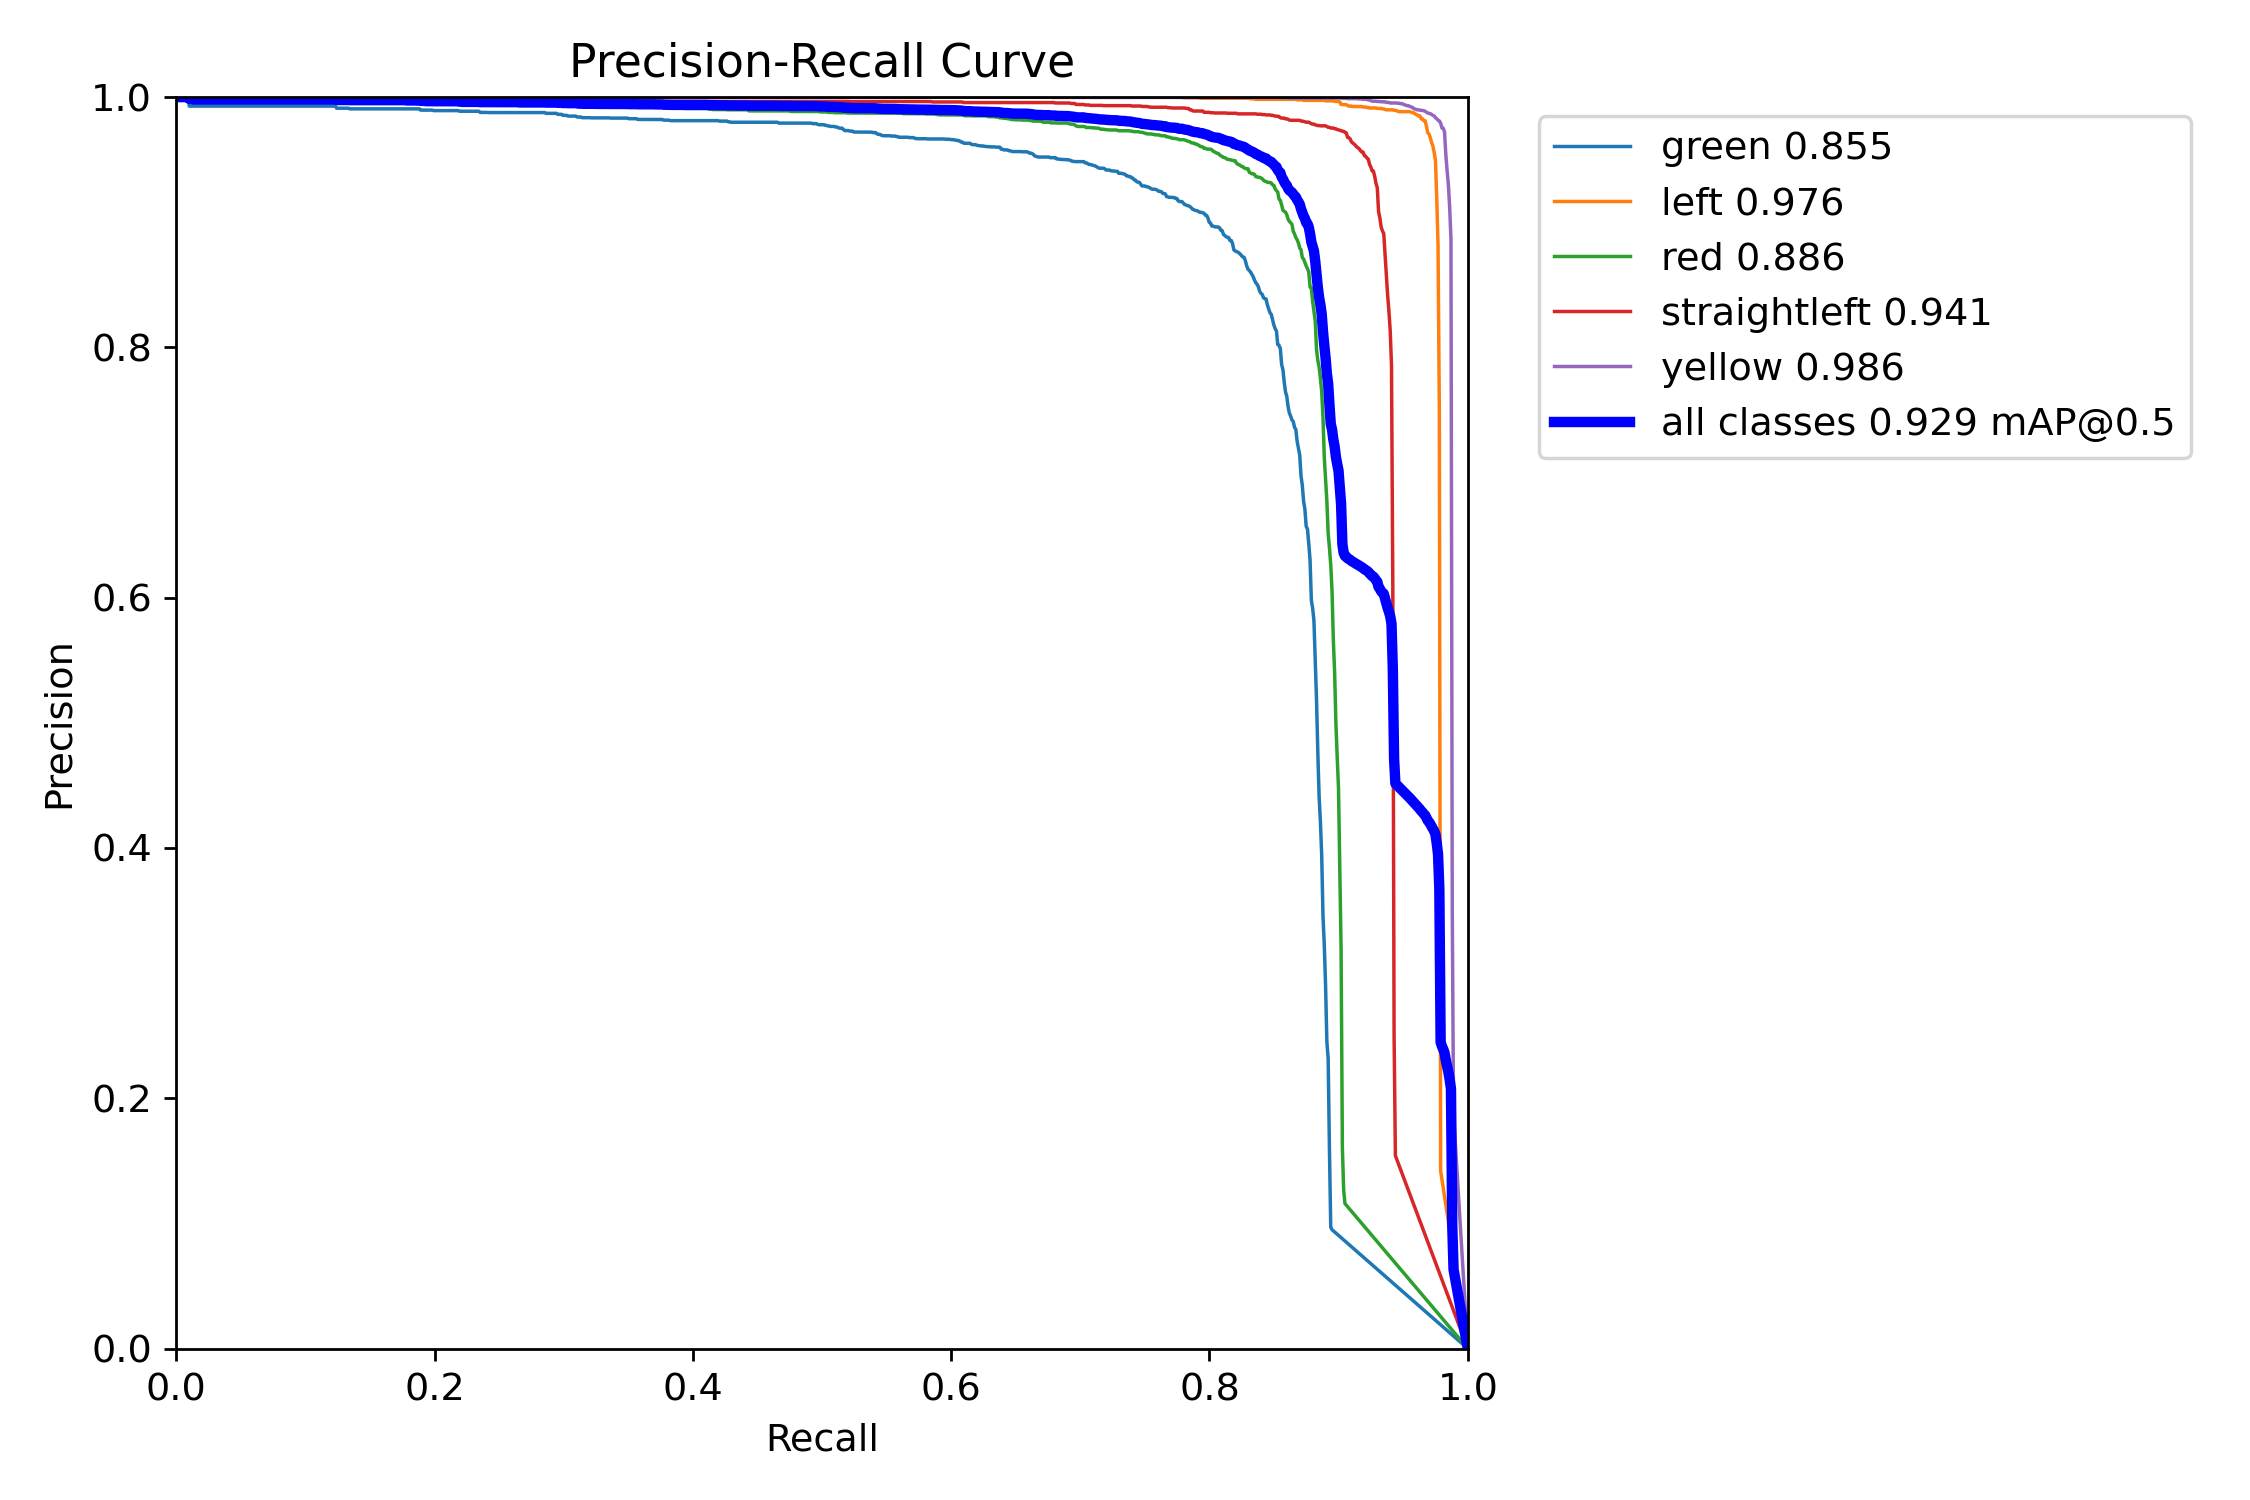 Precision-Recall Curve
1.0
0.8
0.6
0.4
0.2
0.0
Precision
0.0 0.2 0.4 0.6 0.8 1.0
Recall
green 0.855
left 0.976
red 0.886
straightleft 0.941
yellow 0.986
all classes 0.929 mAP@0.5